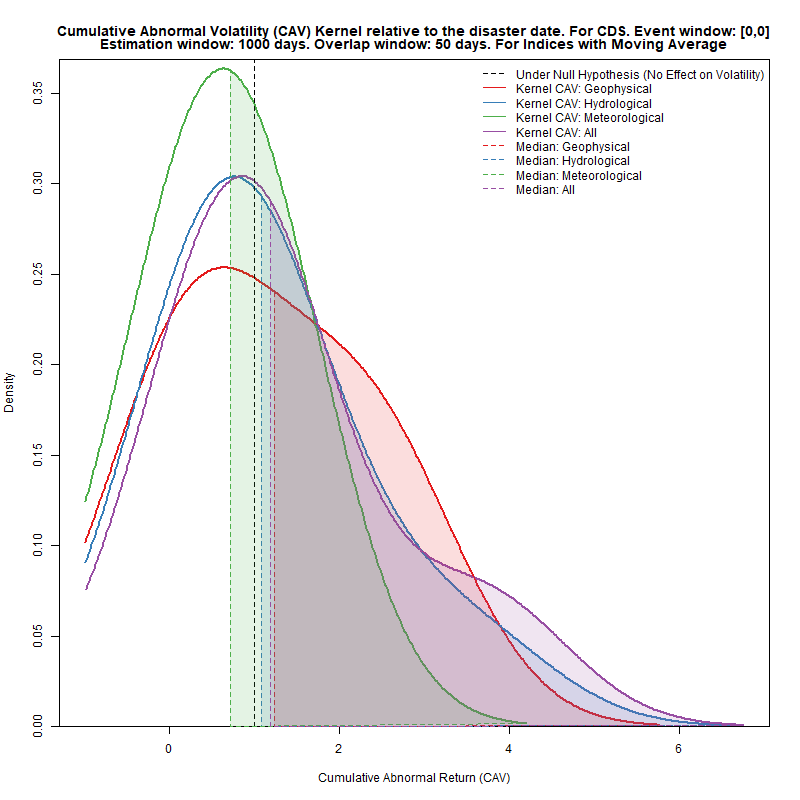 Cumulative Abnormal Volatility (CAV) Kernel relative to the disaster date. For CDS. Event window: [0,0]
Estimation window: 1000 days. Overlap window: 50 days. For Indices with Moving Average
Under Null Hypothesis (No Effect on Volatility)
Kernel CAV: Geophysical
Kernel CAV: Hydrological
Kernel CAV: Meteorological
Kernel CAV: All
Median: Geophysical
Median: Hydrological
Median: Meteorological
Median: All
0.35
0.30
0.25
0.20
0.15
0.10
0.05
0.00
Density
0 2 4 6
Cumulative Abnormal Return (CAV)